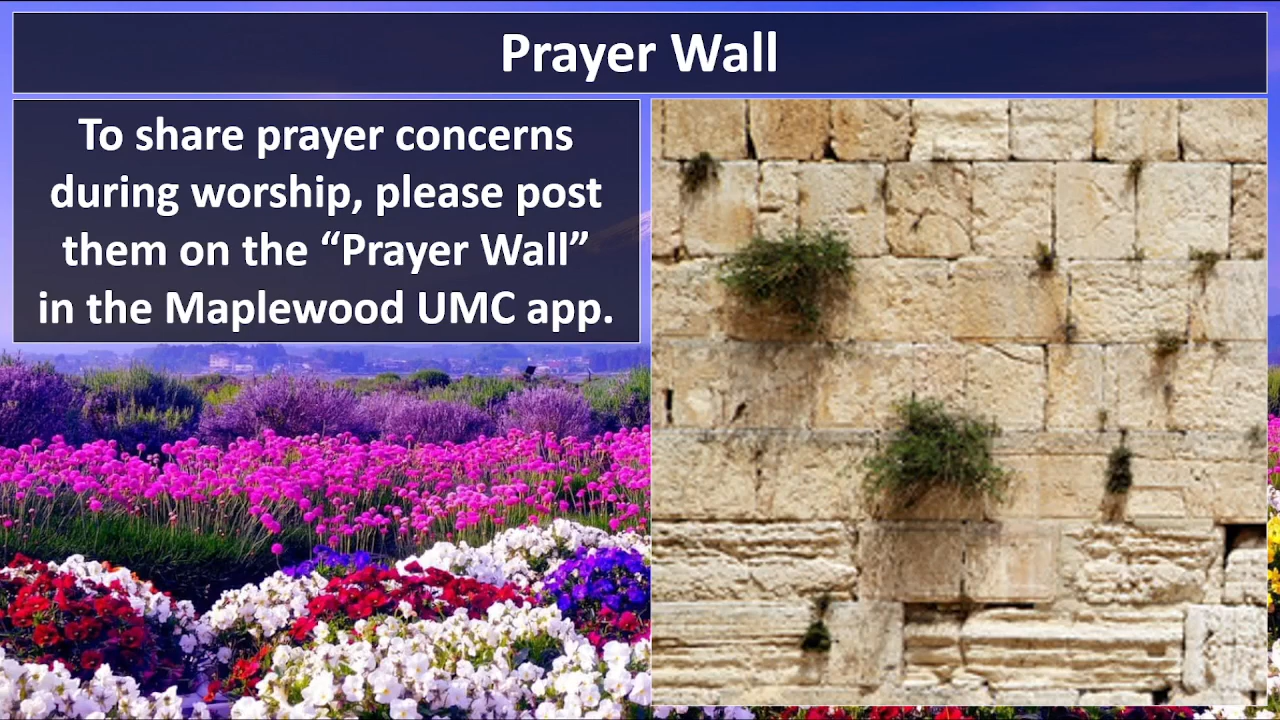 Prayer Wall
To share prayer concerns
during worship, please post
them on the “Prayer Wall”
in the Maplewood UMC app.